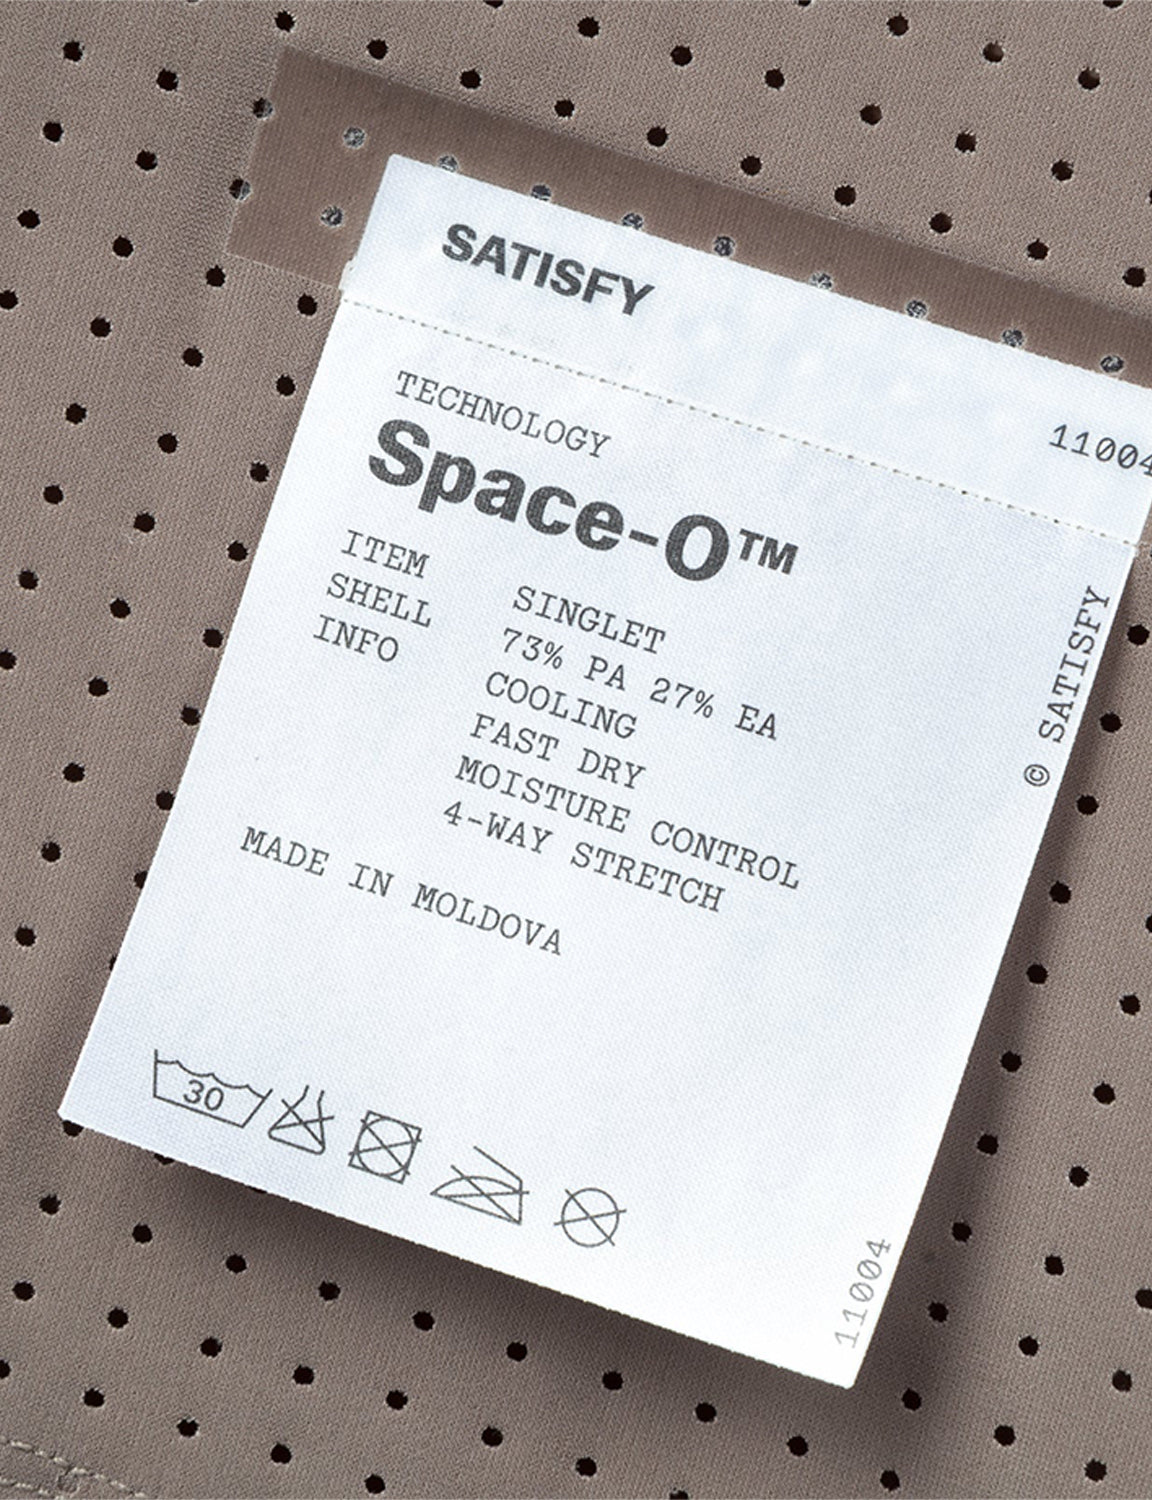 SATISFY
11004
TECHNOLOGY
Space-O™
ITEM SINGLET
SHELL 73% PA 27% EA
INFO COOLING
FAST DRY
MOISTURE CONTROL
4-WAY STRETCH
MADE IN MOLDOVA
30
© SATISFY
11004